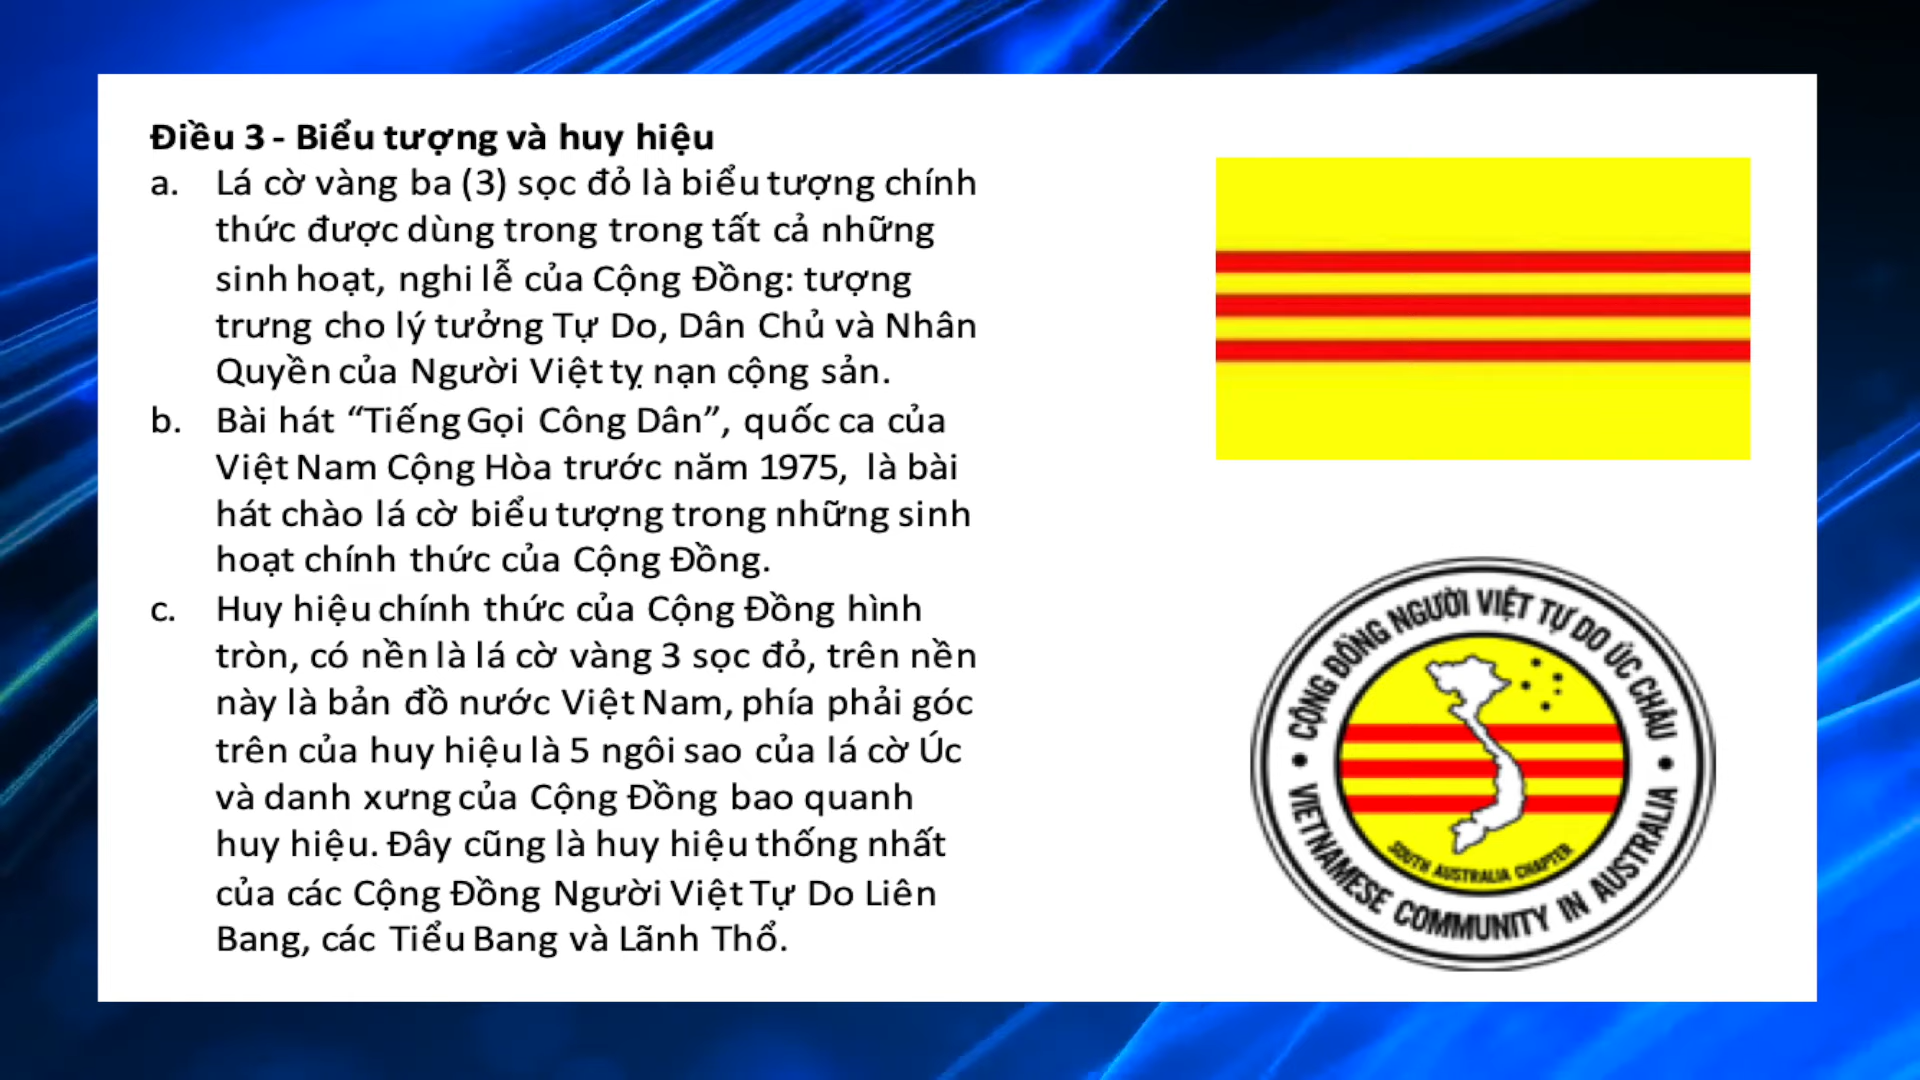 Điều 3 - Biểu tượng và huy hiệu
a. Lá cờ vàng ba (3) sọc đỏ là biểu tượng chính
thức được dùng trong trong tất cả những
sinh hoạt, nghi lễ của Cộng Đồng: tượng
trưng cho lý tưởng Tự Do, Dân Chủ và Nhân
Quyền của Người Việt tỵ nạn cộng sản.
b. Bài hát “Tiếng Gọi Công Dân”, quốc ca của
Việt Nam Cộng Hòa trước năm 1975, là bài
hát chào lá cờ biểu tượng trong những sinh
hoạt chính thức của Cộng Đồng.
c. Huy hiệu chính thức của Cộng Đồng hình
tròn, có nền là lá cờ vàng 3 sọc đỏ, trên nền
này là bản đồ nước Việt Nam, phía phải góc
trên của huy hiệu là 5 ngôi sao của lá cờ Úc
và danh xưng của Cộng Đồng bao quanh
huy hiệu. Đây cũng là huy hiệu thống nhất
của các Cộng Đồng Người Việt Tự Do Liên
Bang, các Tiểu Bang và Lãnh Thổ.
CỘNG ĐỒNG NGƯỜI VIỆT TỰ DO ÚC CHÂU
SOUTH AUSTRALIA CHAPTER
VIETNAMESE COMMUNITY IN AUSTRALIA